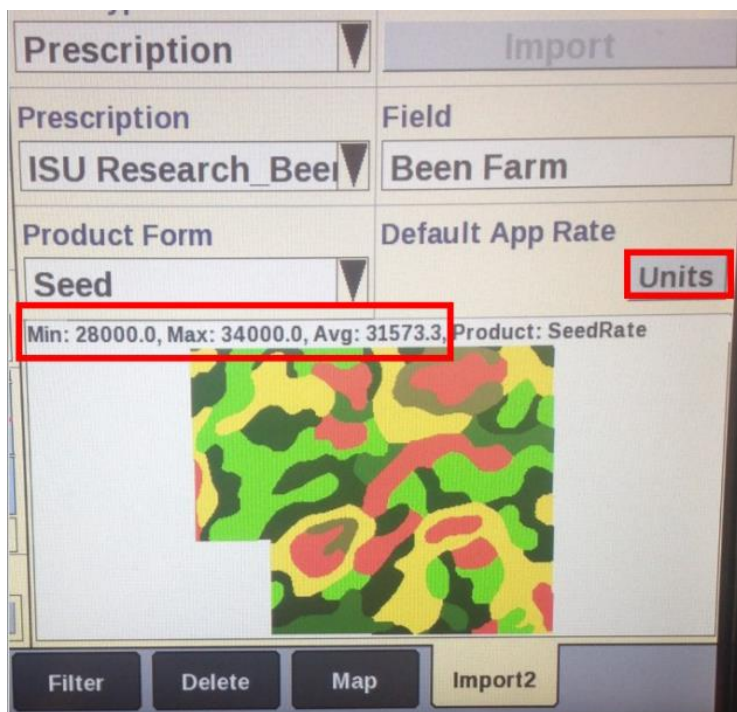 Prescription
Import
Prescription
Field
ISU Research_Bee
Been Farm
Product Form
Default App Rate
Seed
Units
Min: 28000.0, Max: 34000.0, Avg: 31573.3, Product: SeedRate
Filter
Delete
Map
Import2